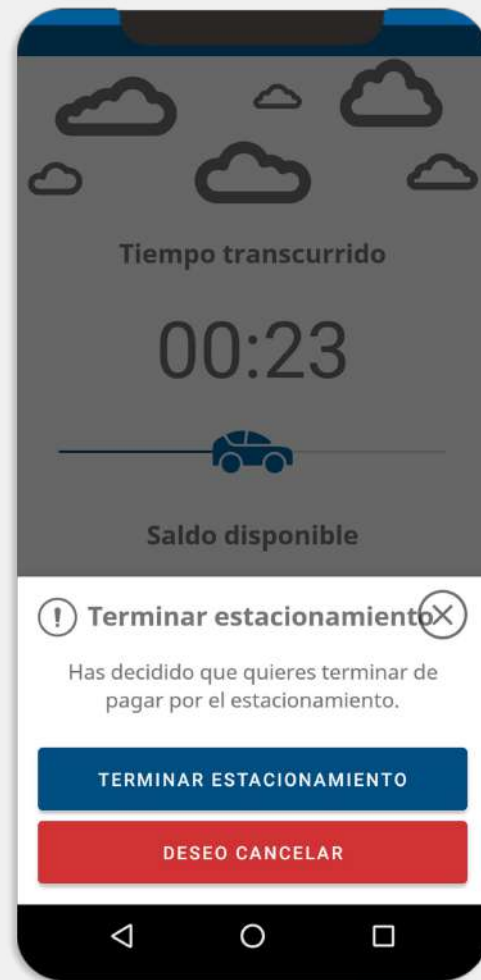 Tiempo transcurrido
00:23
Saldo disponible
Terminar estacionamiento
Has decidido que quieres terminar de
pagar por el estacionamiento.
TERMINAR ESTACIONAMIENTO
DESEO CANCELAR